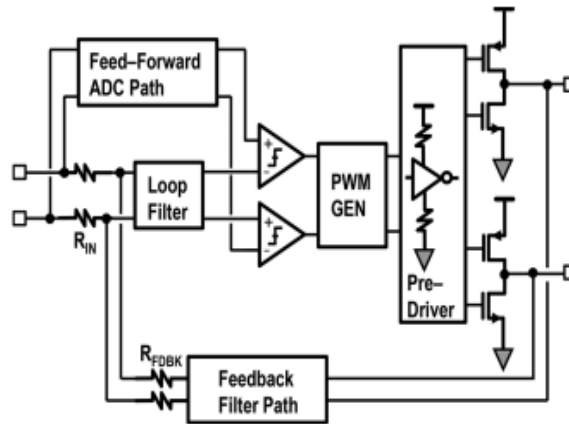 Feed–Forward
ADC Path
+
-
Loop
Filter
PWM
GEN
RIN
+
-
Pre–
Driver
RFDBK
Feedback
Filter Path